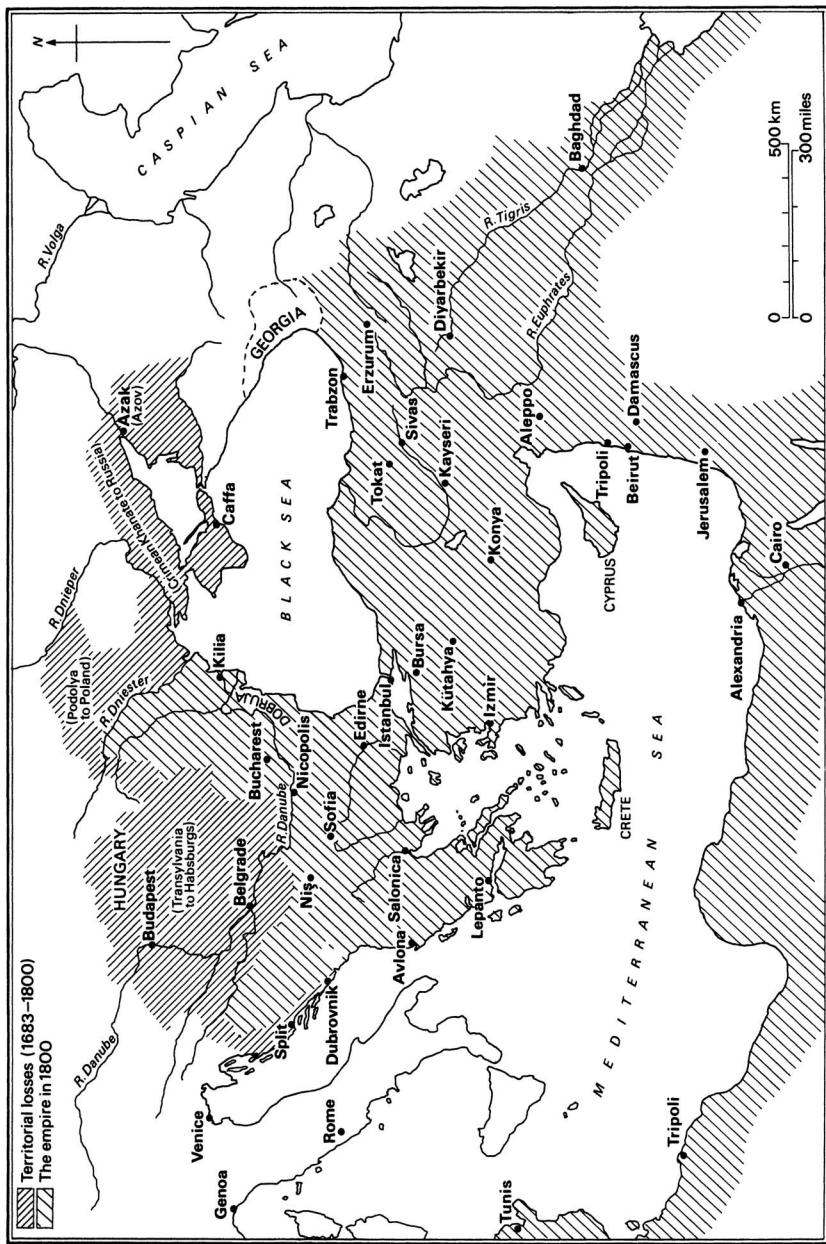 Territorial losses (1683–1800)
The empire in 1800
N
CASPIAN SEA
R.Volga
GEORGIA
Azak
(Azov)
(Crimean Khanate to Russia)
Caffa
R.Dnieper
BLACK SEA
(Podolya
to Poland)
R.Dniester
Kilia
DOBRUJA
HUNGARY
(Transylvania
to Habsburgs)
Budapest
Belgrade
R.Danube
R.Danube
Bucharest
Nicopolis
Niş
Sofia
Edirne
Istanbul
Split
Dubrovnik
Venice
Genoa
Rome
Avlona
Salonica
Lepanto
Bursa
Kütahya
Izmir
Konya
Kayseri
Tokat
Sivas
Trabzon
Erzurum
Diyarbekir
R.Tigris
R.Euphrates
Baghdad
Aleppo
Tripoli
Beirut
Damascus
Jerusalem
CYPRUS
CRETE
MEDITERRANEAN SEA
Cairo
Alexandria
Tripoli
Tunis
0 500 km
0 300 miles